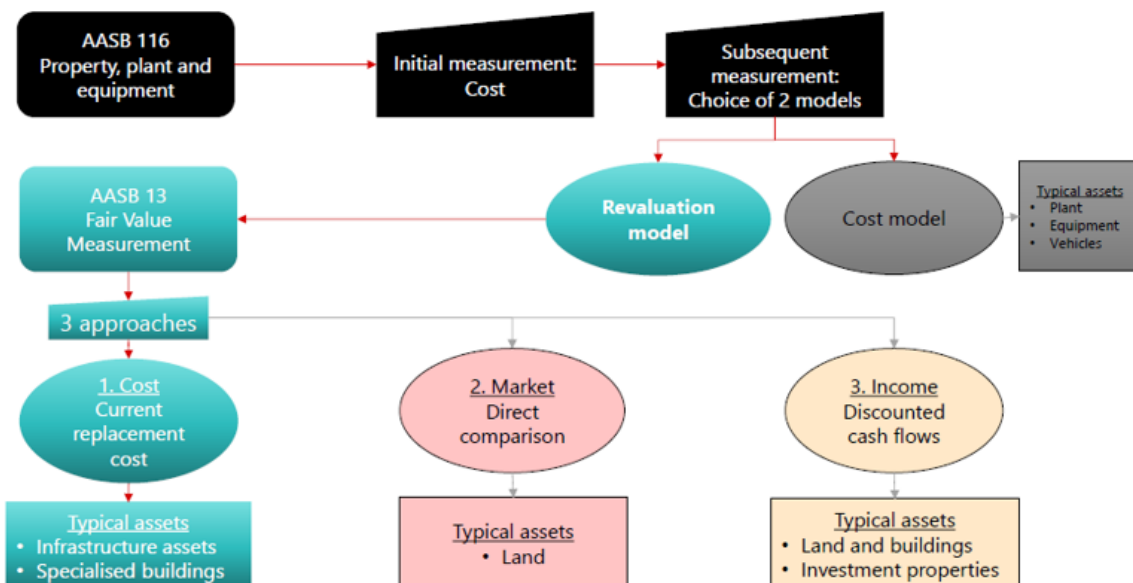 AASB 116
Property, plant and
equipment
Initial measurement:
Cost
Subsequent
measurement:
Choice of 2 models
AASB 13
Fair Value
Measurement
Revaluation
model
Cost model
Typical assets
• Plant
• Equipment
• Vehicles
3 approaches
1. Cost
Current
replacement
cost
2. Market
Direct
comparison
3. Income
Discounted
cash flows
Typical assets
• Infrastructure assets
• Specialised buildings
Typical assets
• Land
Typical assets
• Land and buildings
• Investment properties